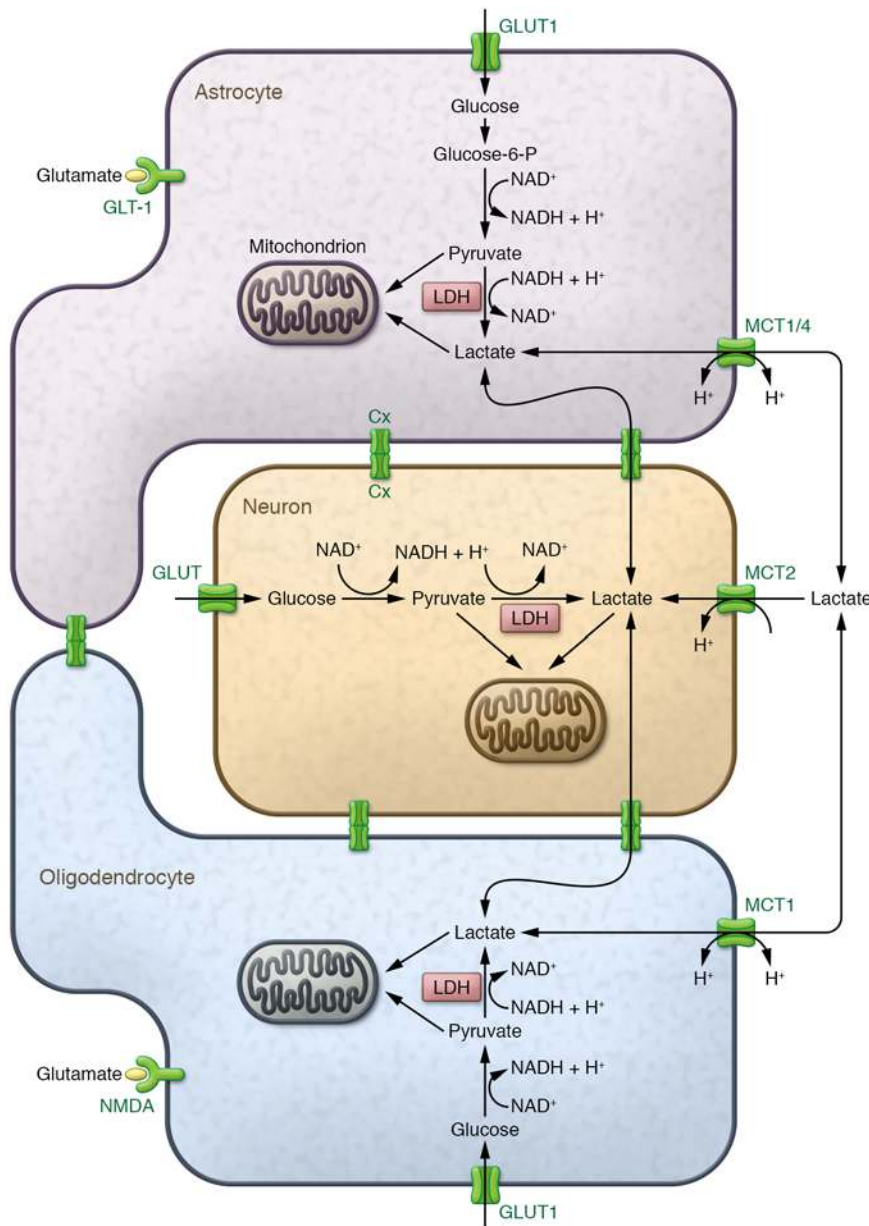 GLUT1
Astrocyte
Glucose
Glucose-6-P
Glutamate
GLT-1
NAD⁺
NADH + H⁺
Mitochondrion
Pyruvate
NADH + H⁺
LDH
NAD⁺
MCT1/4
Lactate
H⁺
H⁺
Cx
Cx
Neuron
NAD⁺
NADH + H⁺
NAD⁺
GLUT
MCT2
Glucose
Pyruvate
Lactate
Lactate
LDH
H⁺
Oligodendrocyte
MCT1
Lactate
NAD⁺
H⁺
H⁺
LDH
NADH + H⁺
Pyruvate
Glutamate
NADH + H⁺
NMDA
NAD⁺
Glucose
GLUT1